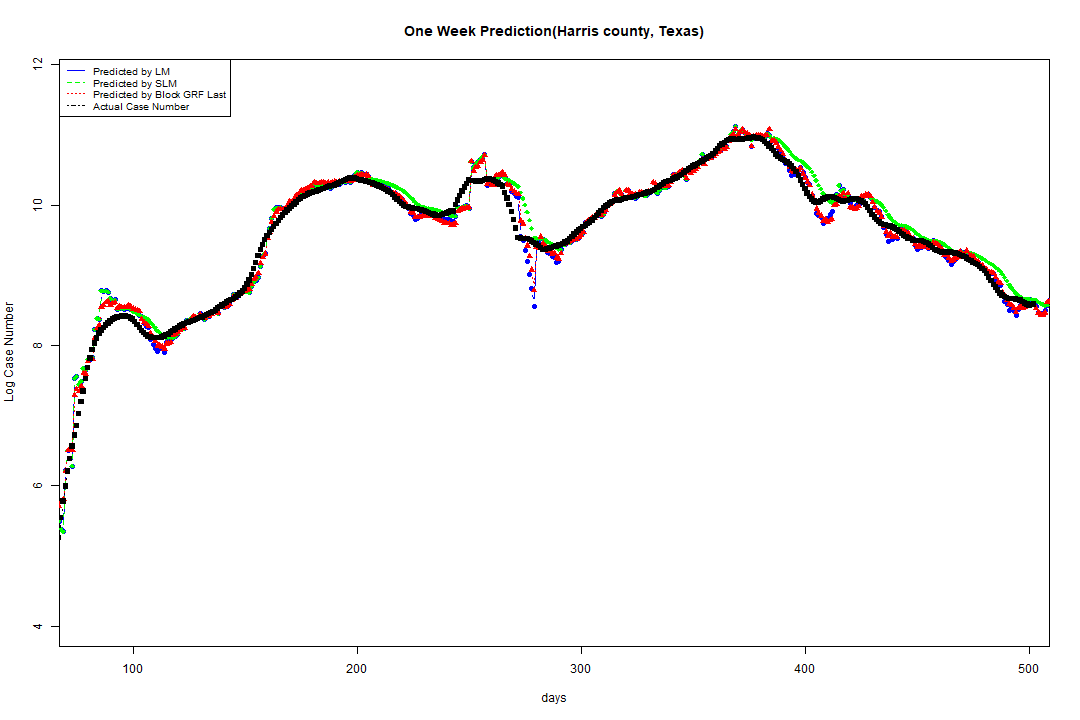 One Week Prediction(Harris county, Texas)
Predicted by LM
Predicted by SLM
Predicted by Block GRF Last
Actual Case Number
12
10
8
6
4
Log Case Number
100 200 300 400 500
days